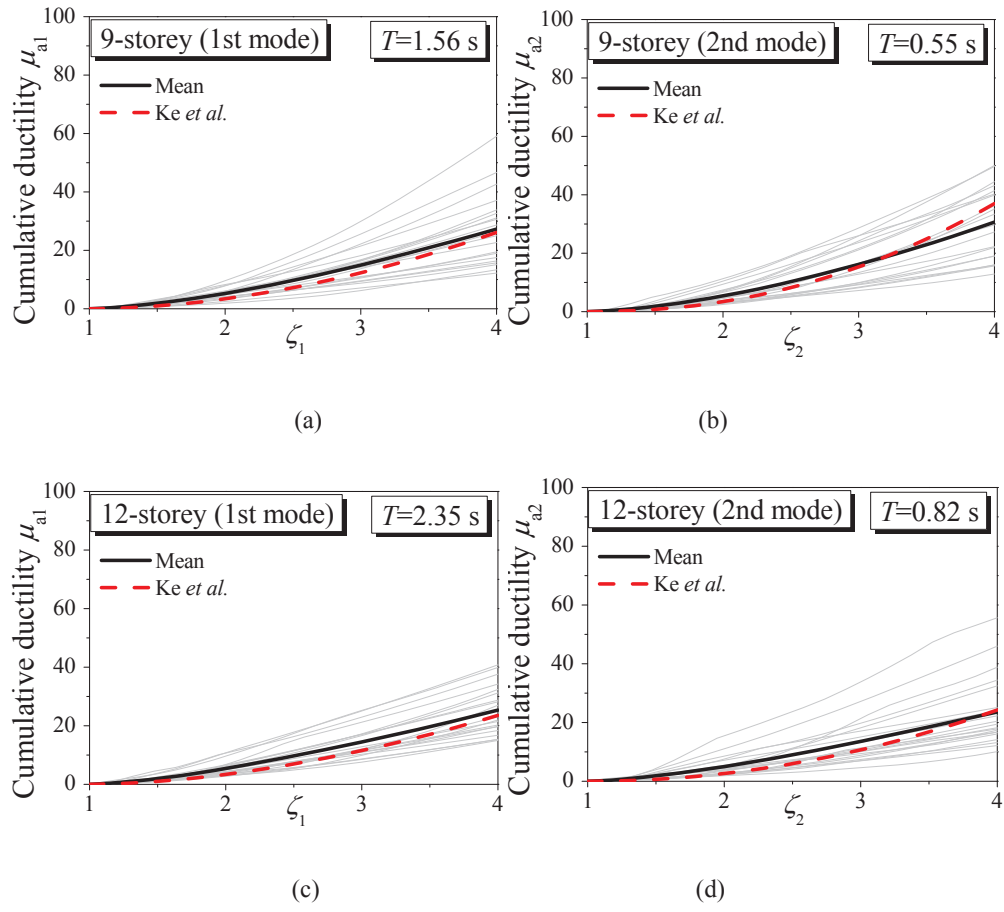 9-storey (1st mode)
T=1.56 s
Mean
Ke et al.
Cumulative ductility μa1
100
80
60
40
20
0
1
2
3
4
ζ1
(a)
9-storey (2nd mode)
T=0.55 s
Mean
Ke et al.
Cumulative ductility μa2
100
80
60
40
20
0
1
2
3
4
ζ2
(b)
12-storey (1st mode)
T=2.35 s
Mean
Ke et al.
Cumulative ductility μa1
100
80
60
40
20
0
1
2
3
4
ζ1
(c)
12-storey (2nd mode)
T=0.82 s
Mean
Ke et al.
Cumulative ductility μa2
100
80
60
40
20
0
1
2
3
4
ζ2
(d)